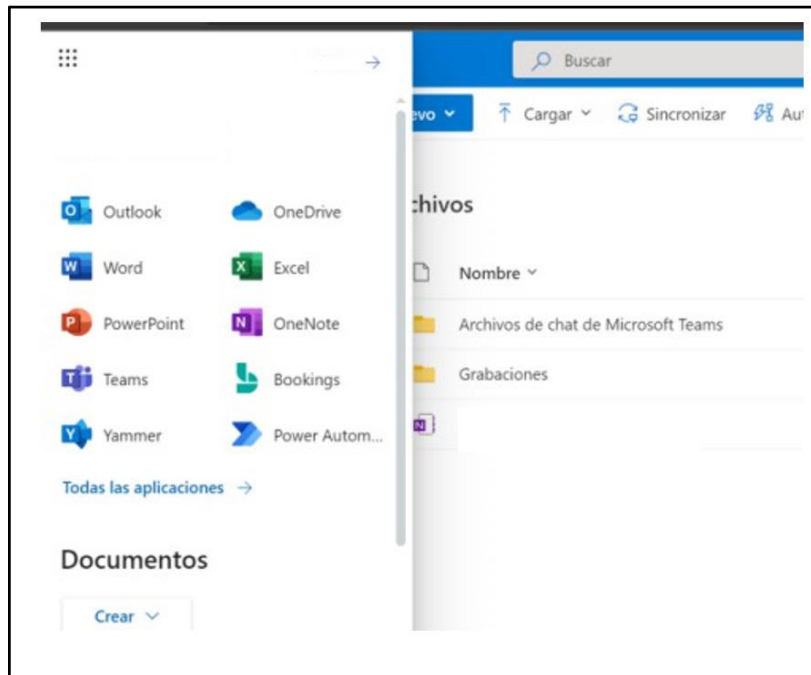 Buscar
evo
Cargar
Sincronizar
Au
Outlook
OneDrive
Word
Excel
PowerPoint
OneNote
Teams
Bookings
Yammer
Power Autom...
Todas las aplicaciones
Documentos
Crear
chivos
Nombre
Archivos de chat de Microsoft Teams
Grabaciones